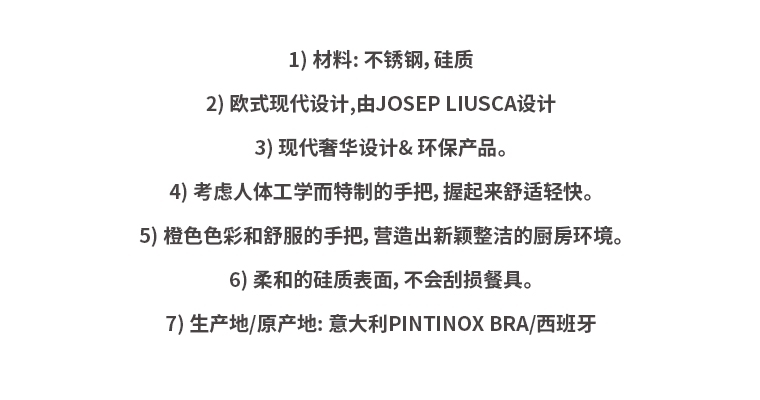 1) 材料: 不锈钢, 硅质
2) 欧式现代设计,由JOSEP LIUSCA设计
3) 现代奢华设计& 环保产品。
4) 考虑人体工学而特制的手把, 握起来舒适轻快。
5) 橙色色彩和舒服的手把, 营造出新颖整洁的厨房环境。
6) 柔和的硅质表面, 不会刮损餐具。
7) 生产地/原产地: 意大利PINTINOX BRA/西班牙